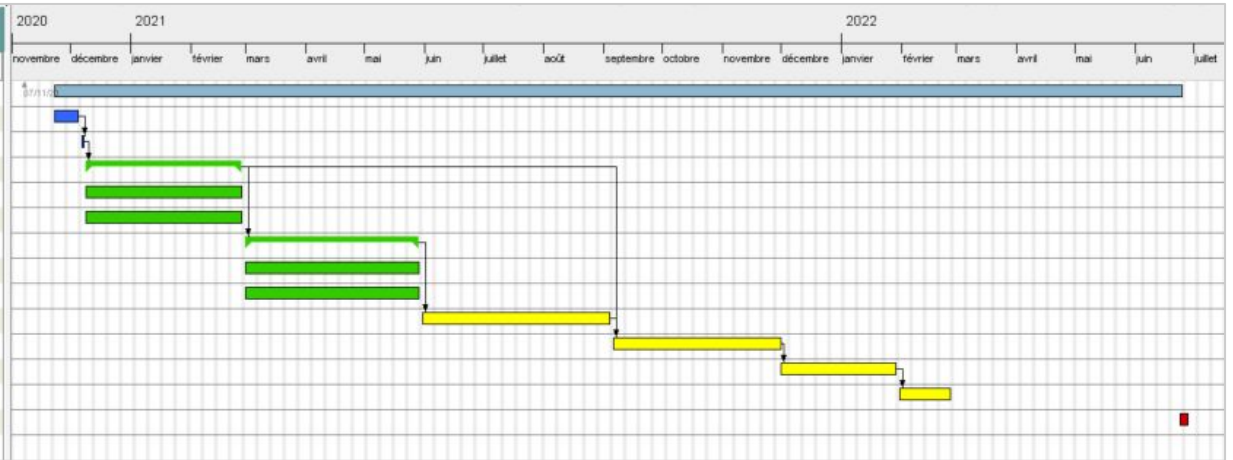 2020 2021 2022
novembre décembre janvier février mars avril mai juin juillet août septembre octobre novembre décembre janvier février mars avril mai juin juillet